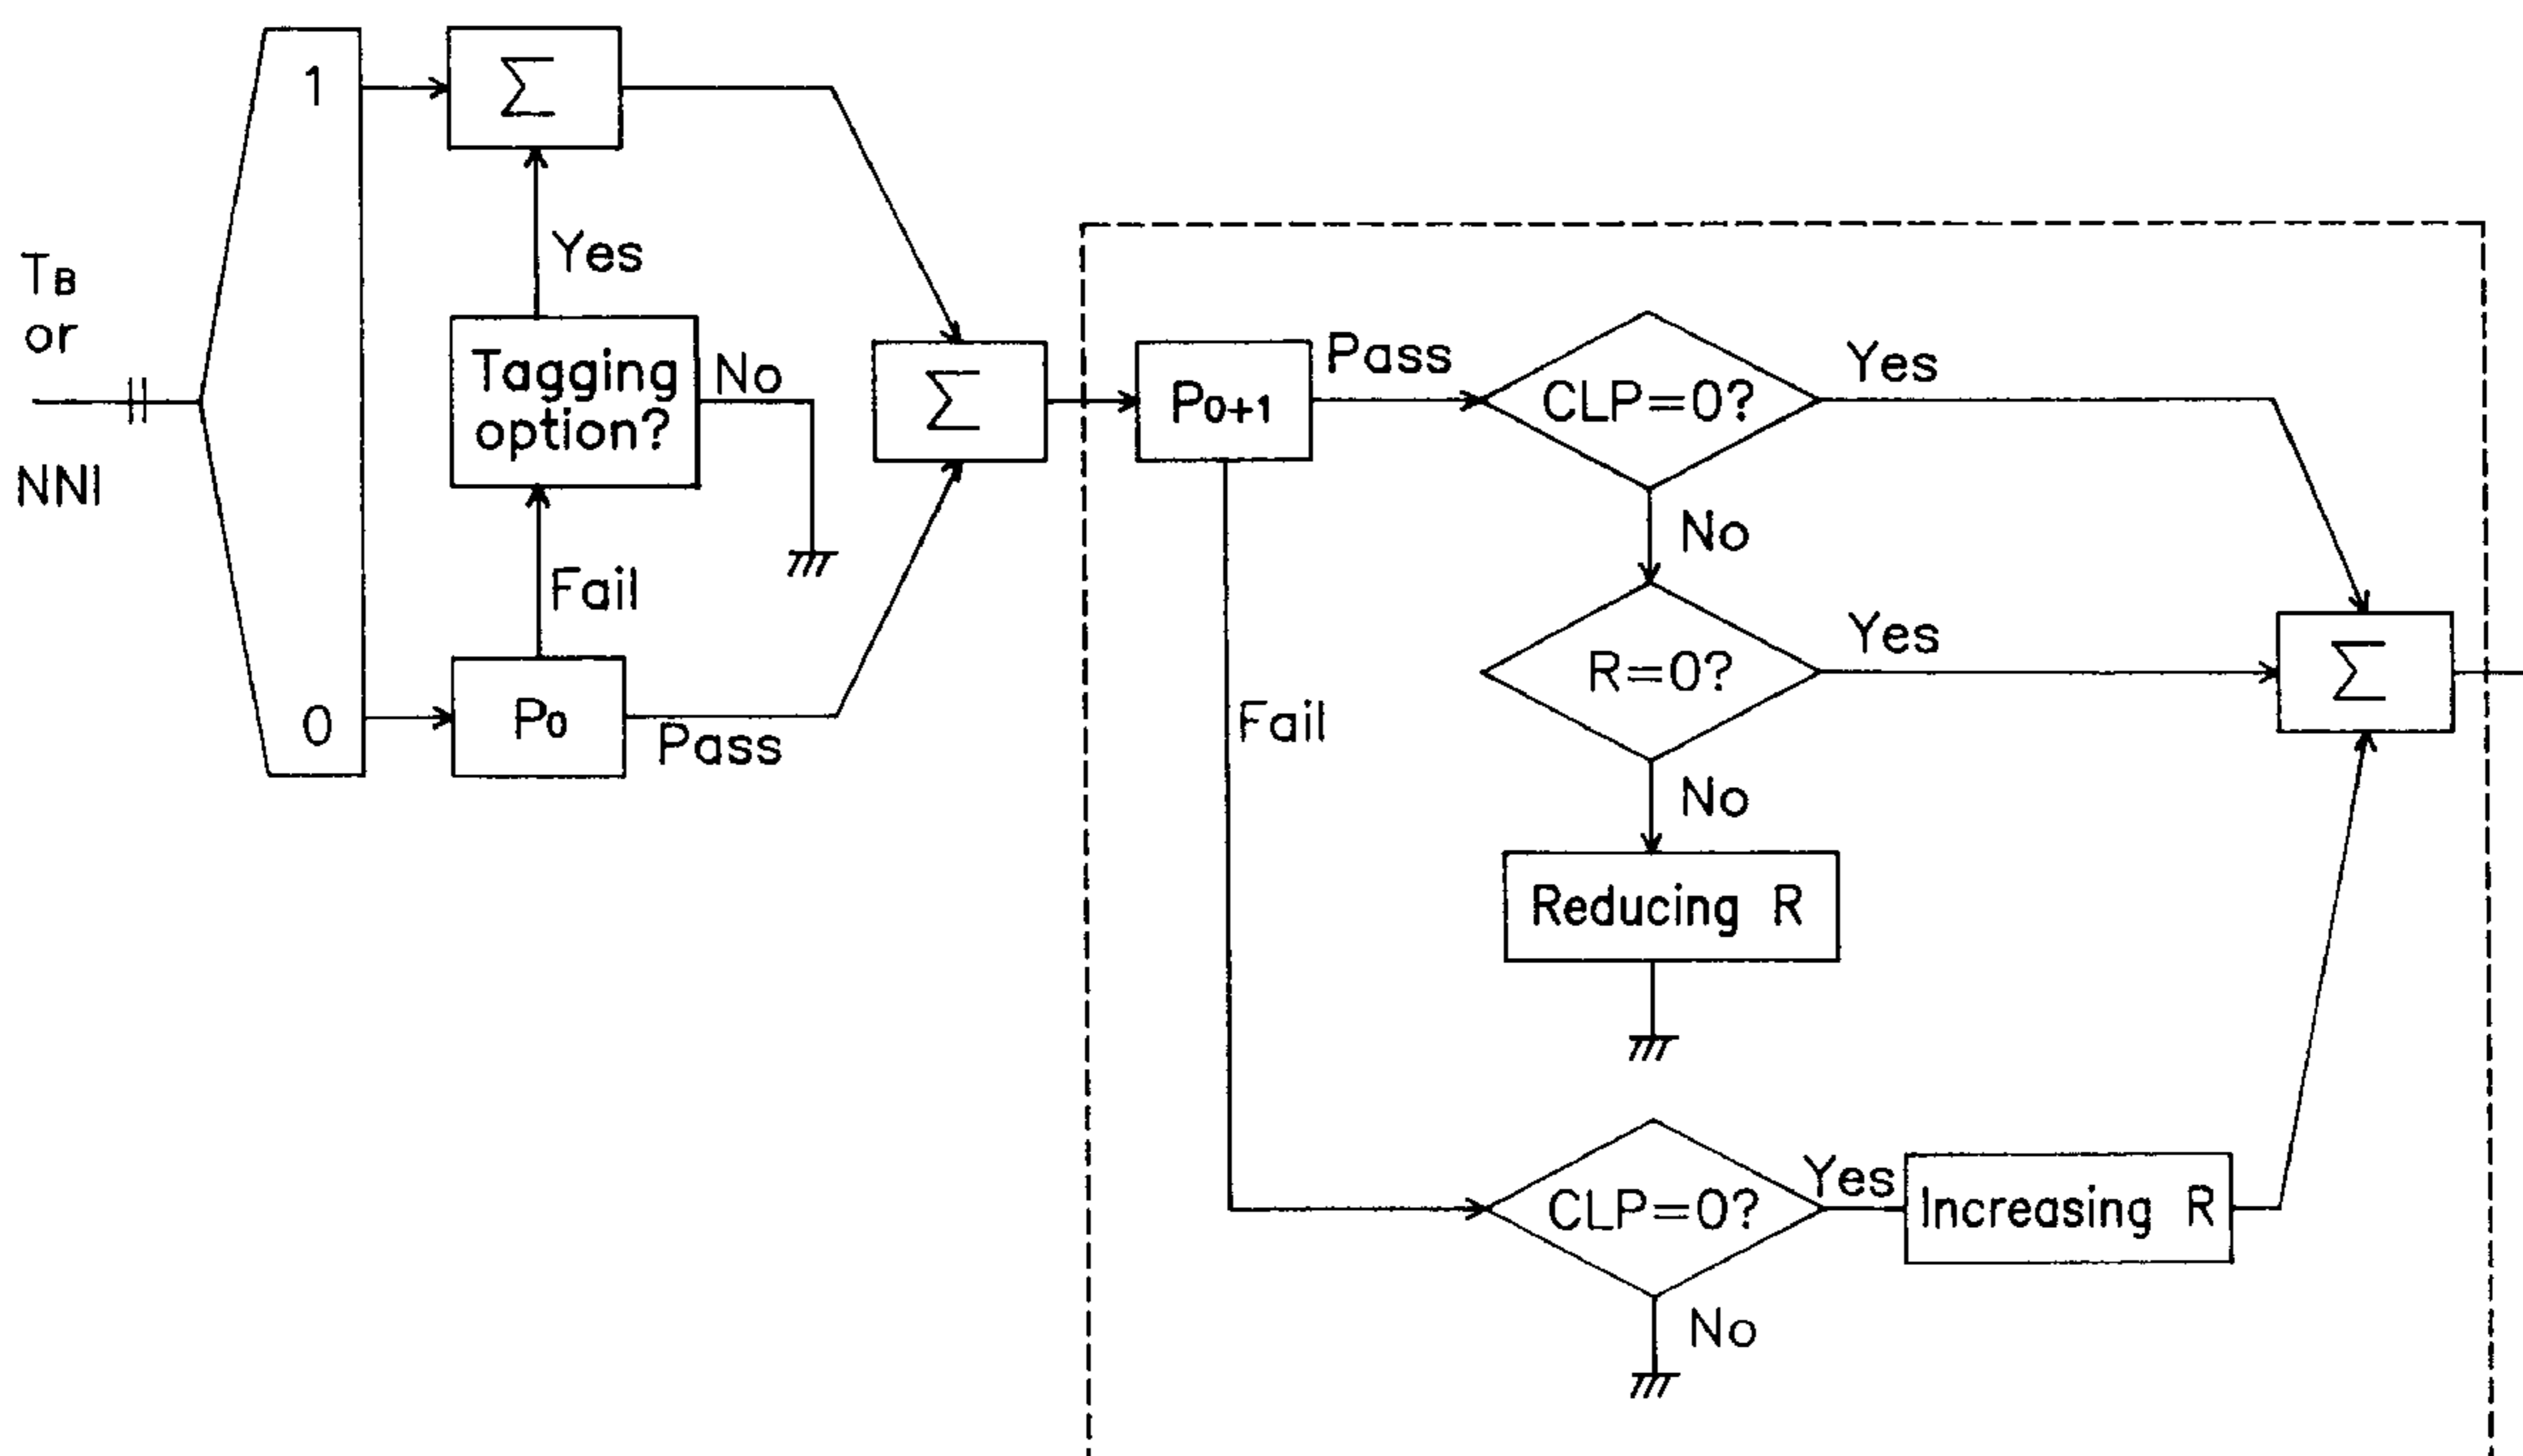 1
Σ
TB
or
NNI
Yes
Tagging
option?
No
Fail
0
P0
Pass
Σ
P0+1
Pass
CLP=0?
Yes
No
R=0?
Yes
Σ
No
Reducing R
Fail
CLP=0?
Yes
Increasing R
No